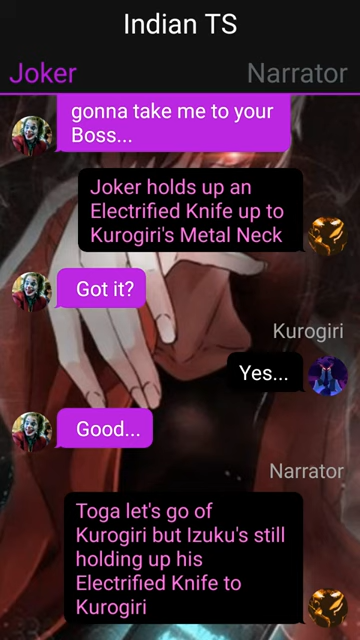 Indian TS
Joker
Narrator
gonna take me to your
Boss...
Joker holds up an
Electrified Knife up to
Kurogiri's Metal Neck
Got it?
Kurogiri
Yes...
Good...
Narrator
Toga let's go of
Kurogiri but Izuku's still
holding up his
Electrified Knife to
Kurogiri